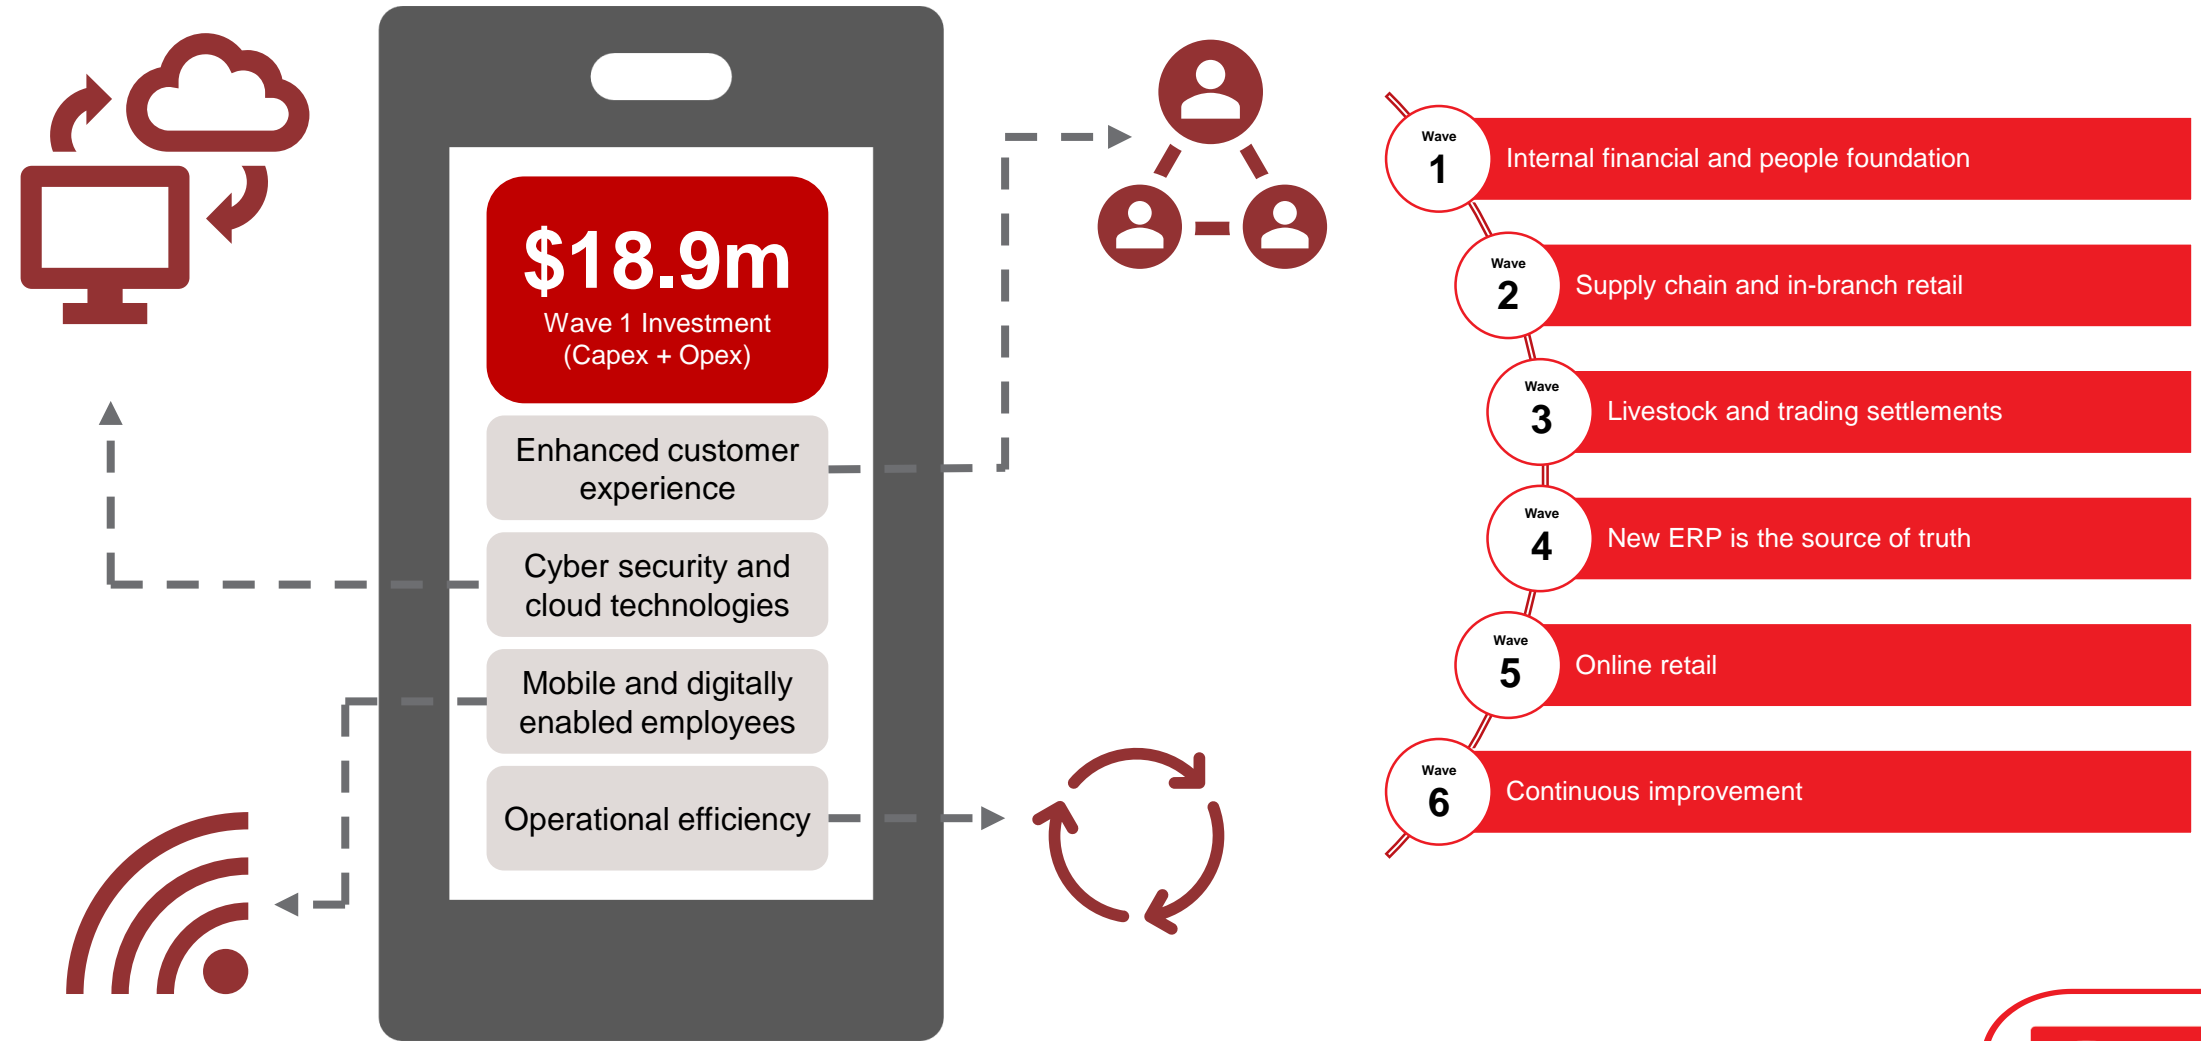 $18.9m
Wave 1 Investment
(Capex + Opex)
Enhanced customer
experience
Cyber security and
cloud technologies
Mobile and digitally
enabled employees
Operational efficiency
Wave
1
Internal financial and people foundation
Wave
2
Supply chain and in-branch retail
Wave
3
Livestock and trading settlements
Wave
4
New ERP is the source of truth
Wave
5
Online retail
Wave
6
Continuous improvement